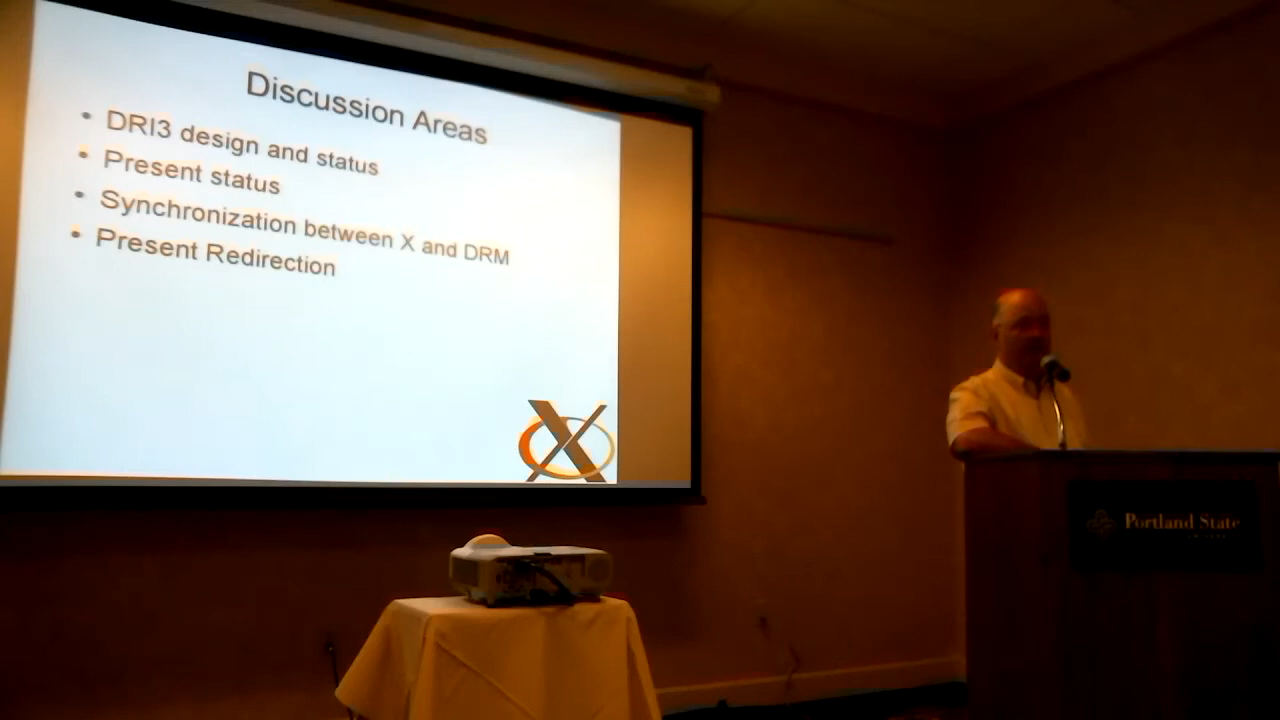 Discussion Areas
• DRI3 design and status
• Present status
• Synchronization between X and DRM
• Present Redirection
Portland State